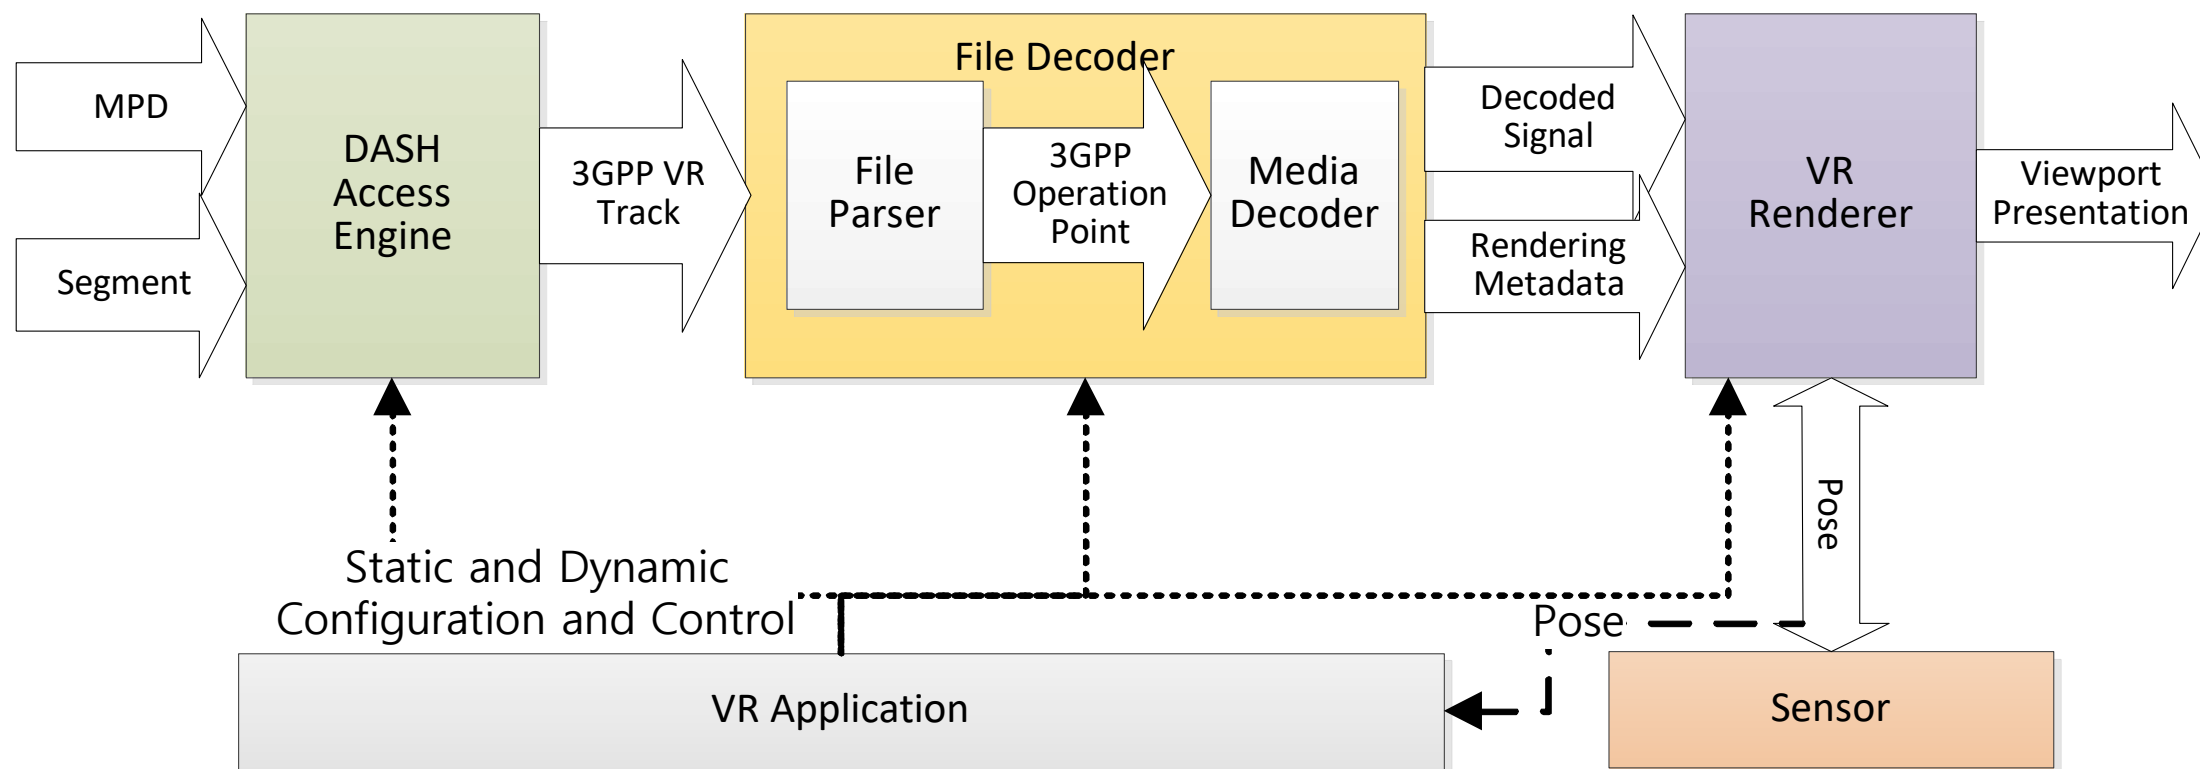 File Decoder
MPD
Segment
DASH
Access
Engine
3GPP VR
Track
File
Parser
3GPP
Operation
Point
Media
Decoder
Decoded
Signal
Rendering
Metadata
VR
Renderer
Viewport
Presentation
Pose
Static and Dynamic
Configuration and Control
Pose
VR Application
Sensor